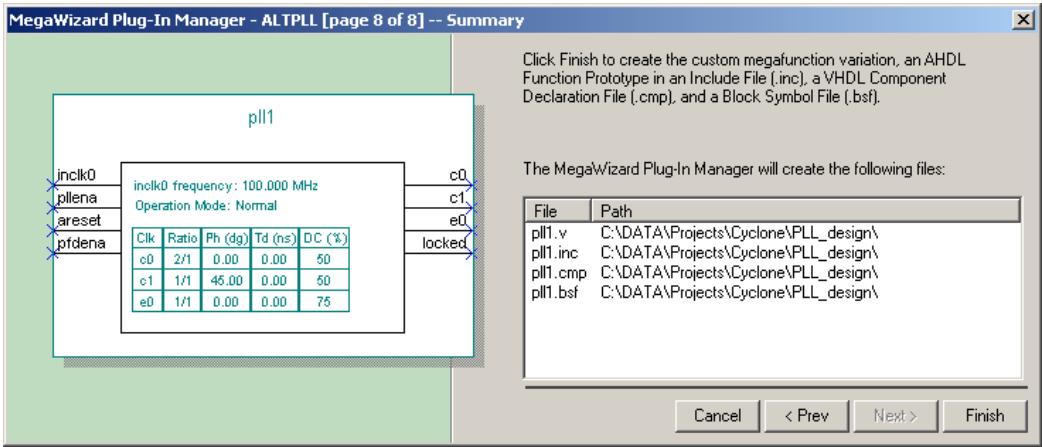 MegaWizard Plug-In Manager - ALTPLL [page 8 of 8] -- Summary
pll1
inclk0
pllena
areset
pfdena
inclk0 frequency: 100.000 MHz
Operation Mode: Normal
Clk Ratio Ph (dg) Td (ns) DC (%)
c0 2/1 0.00 0.00 50
c1 1/1 45.00 0.00 50
e0 1/1 0.00 0.00 75
c0
c1
e0
locked
Click Finish to create the custom megafunction variation, an AHDL
Function Prototype in an Include File (.inc), a VHDL Component
Declaration File (.cmp), and a Block Symbol File (.bsf).
The MegaWizard Plug-In Manager will create the following files:
File Path
pll1.v C:\DATA\Projects\Cyclone\PLL_design\
pll1.inc C:\DATA\Projects\Cyclone\PLL_design\
pll1.cmp C:\DATA\Projects\Cyclone\PLL_design\
pll1.bsf C:\DATA\Projects\Cyclone\PLL_design\
Cancel < Prev Next > Finish